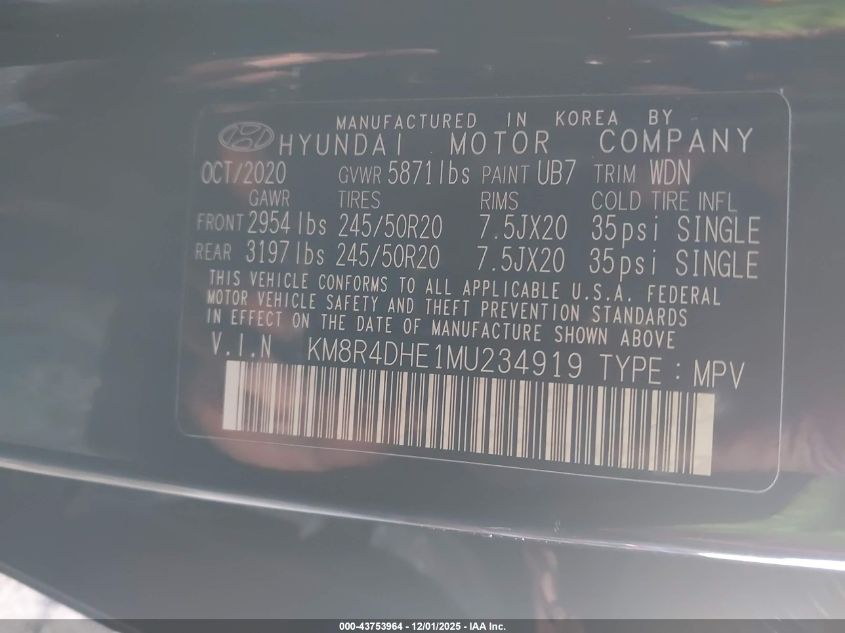 MANUFACTURED IN KOREA BY
HYUNDAI MOTOR COMPANY
OCT/2020 GVWR 5871lbs PAINT UB7 TRIM WDN
GAWR TIRES RIMS COLD TIRE INFL
FRONT 2954lbs 245/50R20 7.5JX20 35psi SINGLE
REAR 3197lbs 245/50R20 7.5JX20 35psi SINGLE
THIS VEHICLE CONFORMS TO ALL APPLICABLE U.S.A. FEDERAL
MOTOR VEHICLE SAFETY AND THEFT PREVENTION STANDARDS
IN EFFECT ON THE DATE OF MANUFACTURE SHOWN ABOVE
V.I.N KM8R4DHE1MU234919 TYPE : MPV
000-43753964 - 12/01/2025 - IAA Inc.